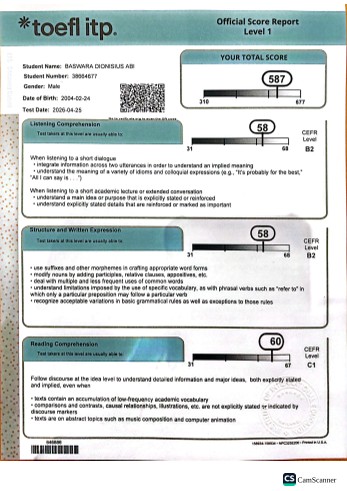 *toefl itp.
Official Score Report
Level 1
YOUR TOTAL SCORE
587
310
677
Student Name: BASWARA DIONISIUS ABI
Student Number: 38664677
Gender: Male
Date of Birth: 2004-02-24
Test Date: 2026-04-25
Listening Comprehension
Test takers at this level are usually able to:
58
31
68
CEFR
Level
B2
When listening to a short dialogue
• integrate information across two utterances in order to understand an implied meaning
• understand the meaning of a variety of idioms and colloquial expressions (e.g., "It's probably for the best,"
"All I can say is . . .")
When listening to a short academic lecture or extended conversation
• understand a main idea or purpose that is explicitly stated or reinforced
• understand explicitly stated details that are reinforced or marked as important
Structure and Written Expression
Test takers at this level are usually able to:
58
31
68
CEFR
Level
B2
• use suffixes and other morphemes in crafting appropriate word forms
• modify nouns by adding participles, relative clauses, appositives, etc.
• deal with multiple and less frequent uses of common words
• understand limitations imposed by the use of specific vocabulary, as with phrasal verbs such as "refer to" in
which only a particular preposition may follow a particular verb
• recognize acceptable variations in basic grammatical rules as well as exceptions to those rules
Reading Comprehension
Test takers at this level are usually able to:
60
31
67
CEFR
Level
C1
Follow discourse at the idea level to understand detailed information and major ideas, both explicitly stated
and implied, even when
• texts contain an accumulation of low-frequency academic vocabulary
• comparisons and contrasts, causal relationships, illustrations, etc. are not explicitly stated or indicated by
discourse markers
• texts are on abstract topics such as music composition and computer animation
Printed in U.S.A.
CS CamScanner